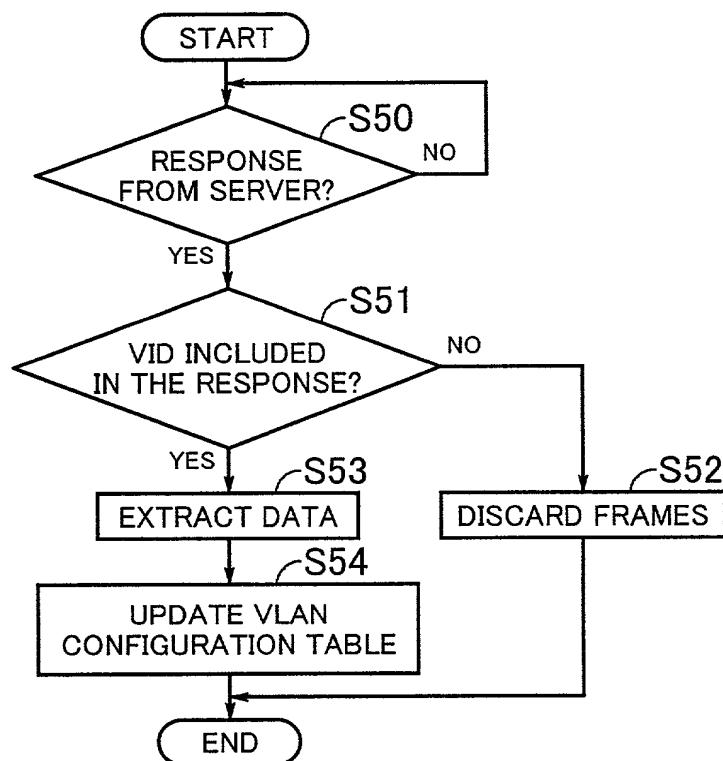 START
S50
RESPONSE
FROM SERVER?
NO
YES
S51
VID INCLUDED
IN THE RESPONSE?
NO
YES
S53
EXTRACT DATA
S52
DISCARD FRAMES
S54
UPDATE VLAN
CONFIGURATION TABLE
END